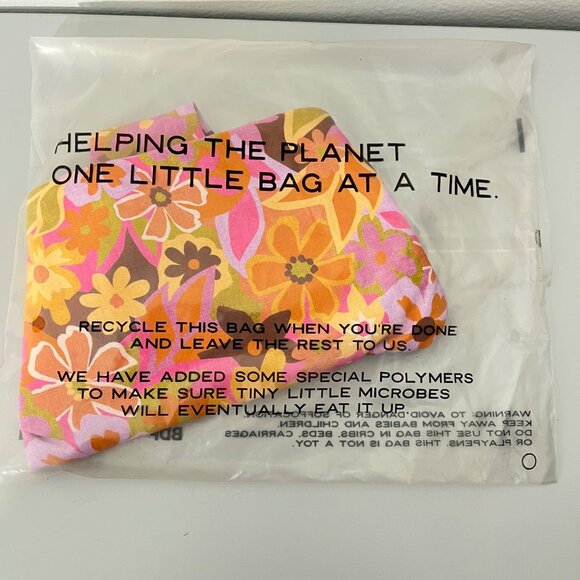 HELPING THE PLANET
ONE LITTLE BAG AT A TIME.
RECYCLE THIS BAG WHEN YOU'RE DONE
AND LEAVE THE REST TO US.
WE HAVE ADDED SOME SPECIAL POLYMERS
TO MAKE SURE TINY LITTLE MICROBES
WILL EVENTUALLY EAT IT UP.
WARNING: TO AVOID DANGER OF SUFFOCATION,
KEEP AWAY FROM BABIES AND CHILDREN.
DO NOT USE THIS BAG IN CRIBS, BEDS, CARRIAGES
OR PLAYPENS. THIS BAG IS NOT A TOY.